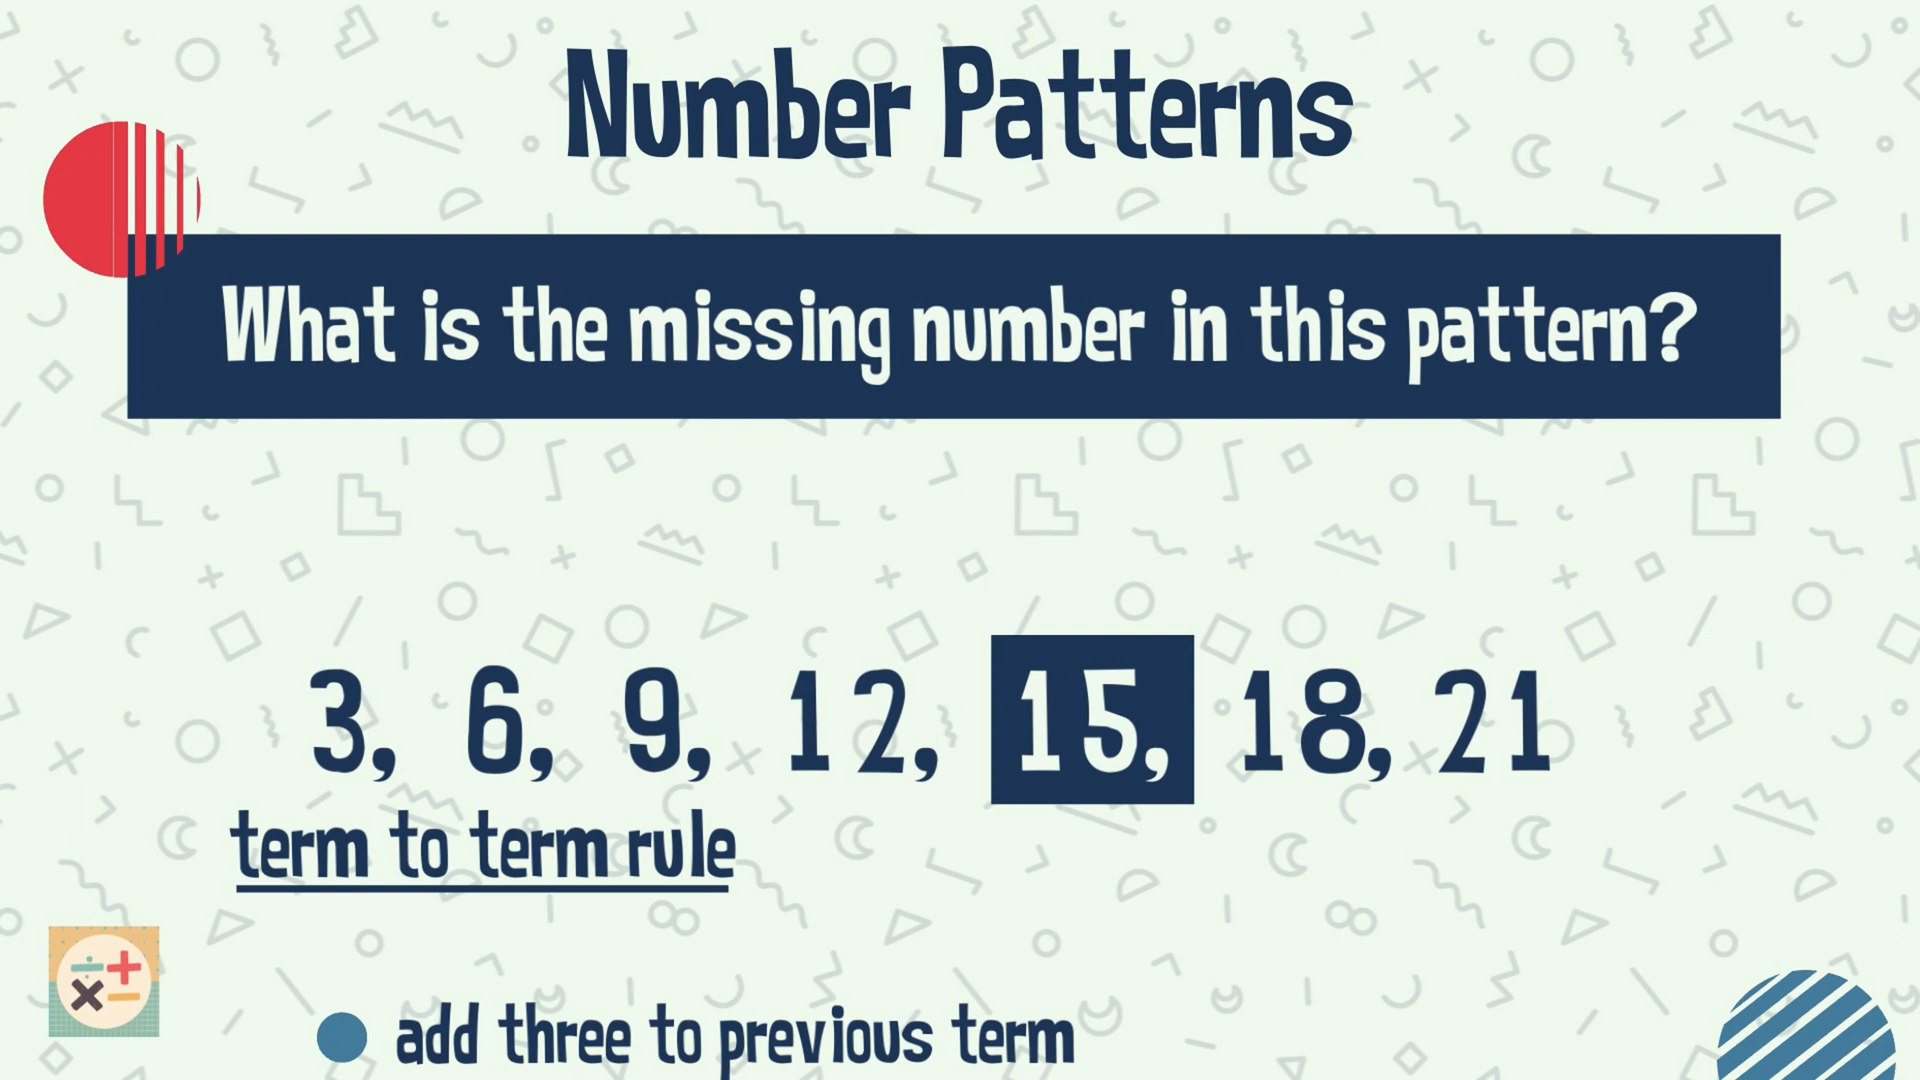 Number Patterns
What is the missing number in this pattern?
3, 6, 9, 12, 15, 18, 21
term to term rule
add three to previous term